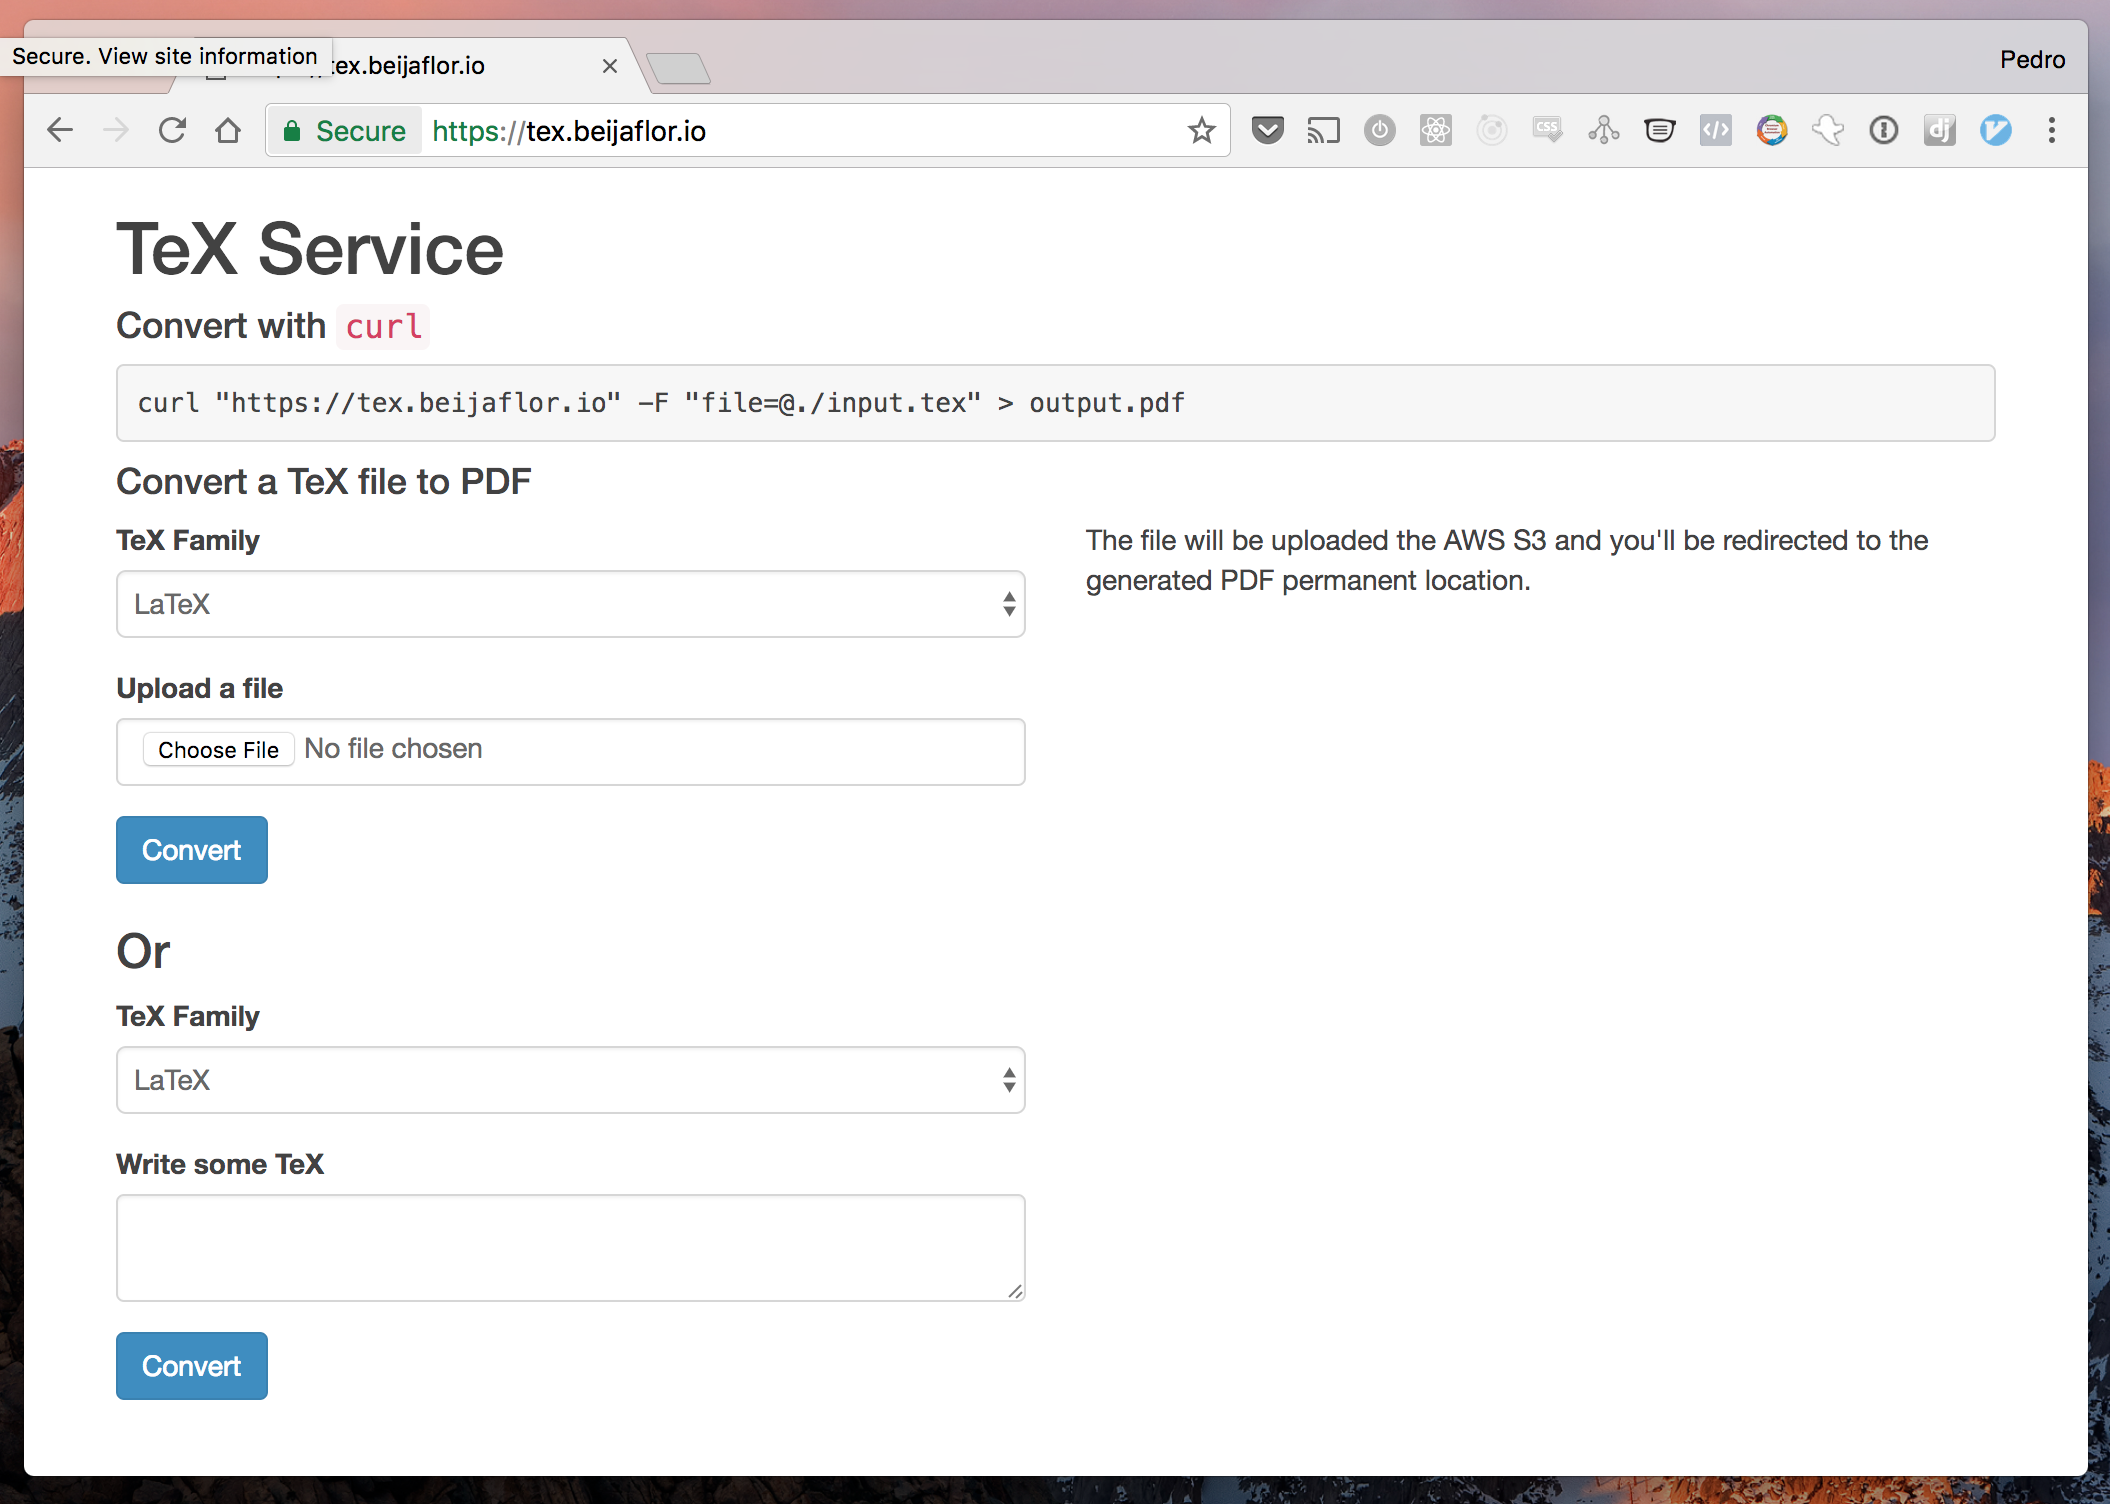 Secure. View site information
tex.beijaflor.io
Pedro
Secure
https://tex.beijaflor.io
CSS
</>
dj
TeX Service
Convert with curl
curl "https://tex.beijaflor.io" -F "file=@./input.tex" > output.pdf
Convert a TeX file to PDF
TeX Family
The file will be uploaded the AWS S3 and you'll be redirected to the
generated PDF permanent location.
LaTeX
Upload a file
Choose File No file chosen
Convert
Or
TeX Family
LaTeX
Write some TeX
Convert